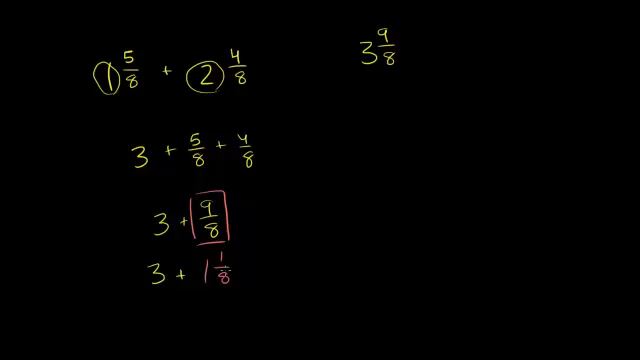 1 5/8 + 2 4/8
3 9/8
3 + 5/8 + 4/8
3 + 9/8
3 + 1 1/8